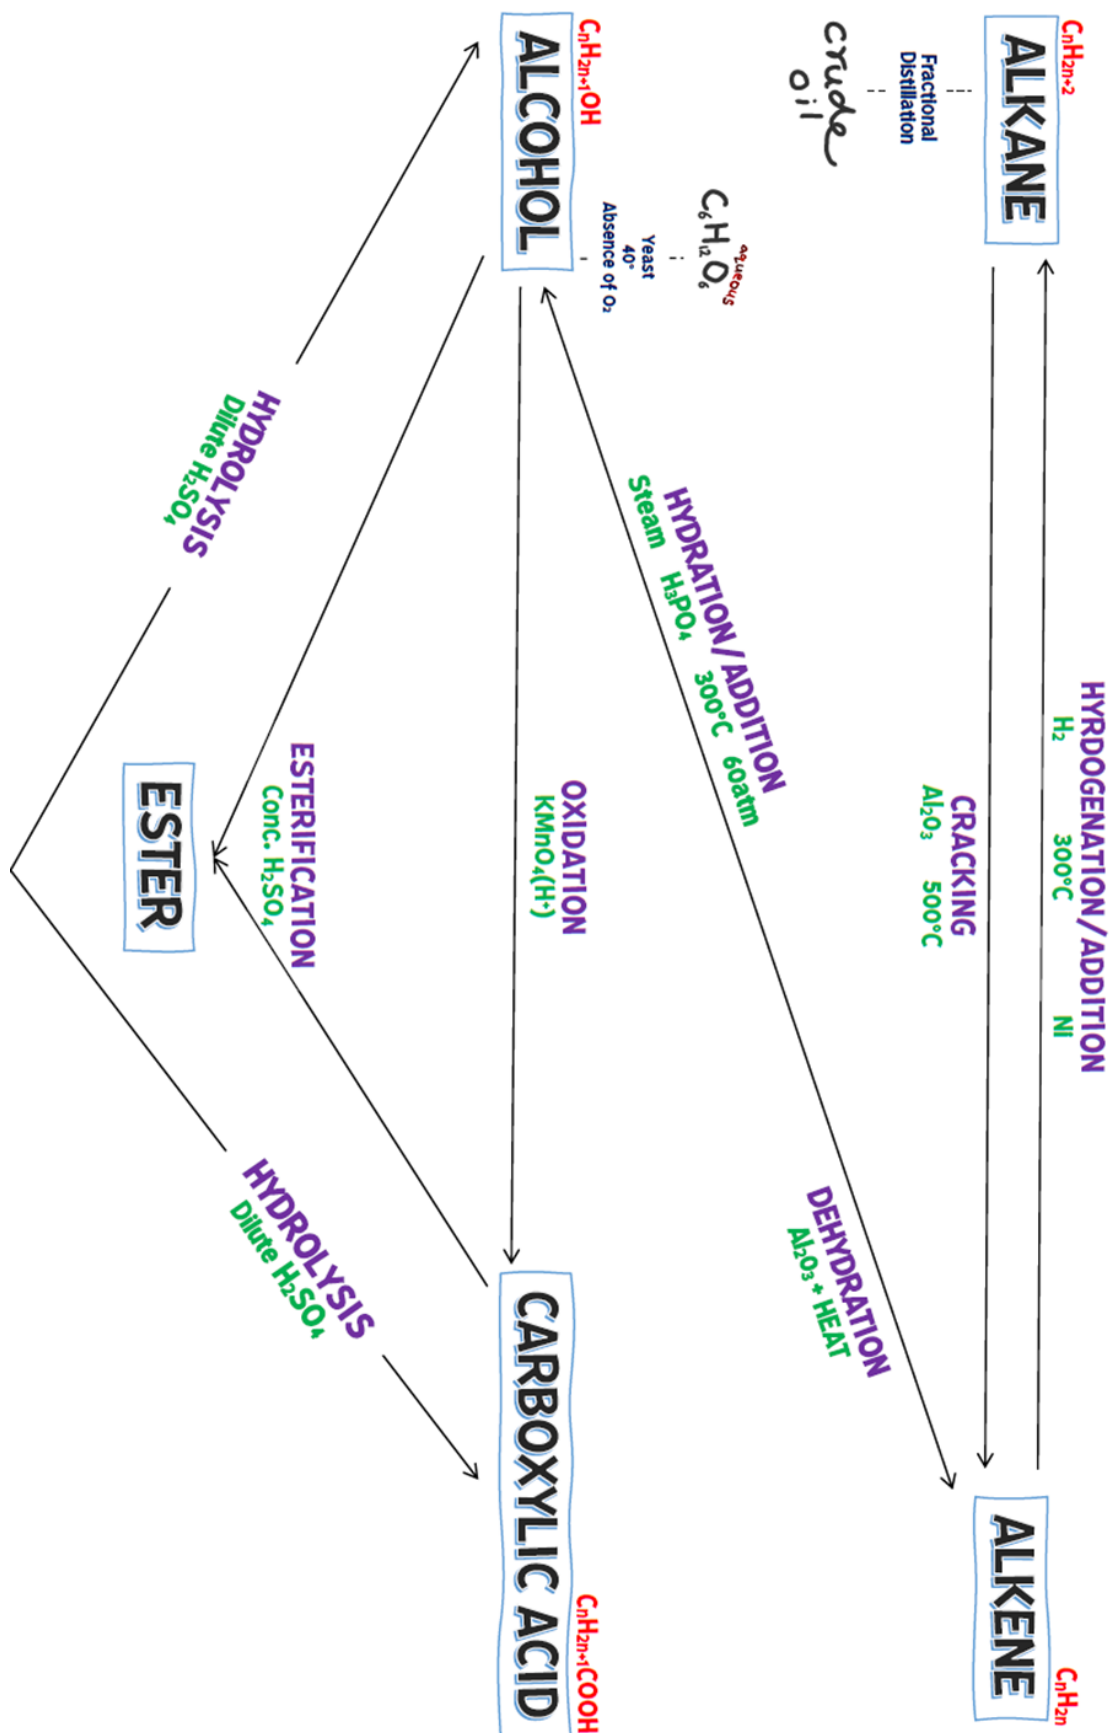 CnH2n+2
ALKANE
HYRDOGENATION/ADDITION
H₂ 300°C Ni
CRACKING
Al₂O₃ 500°C
CnH2n
ALKENE
Fractional
Distillation
crude
oil
HYDRATION/ADDITION
Steam H₃PO₄ 300°C 60atm
DEHYDRATION
Al₂O₃ + HEAT
aqueous
C₆H₁₂O₆
Yeast
40°
Absence of O₂
CnH2n+1OH
ALCOHOL
OXIDATION
KMnO₄(H⁺)
CnH2n+1COOH
CARBOXYLIC ACID
ESTERIFICATION
Conc. H₂SO₄
HYDROLYSIS
Dilute H₂SO₄
ESTER
HYDROLYSIS
Dilute H₂SO₄